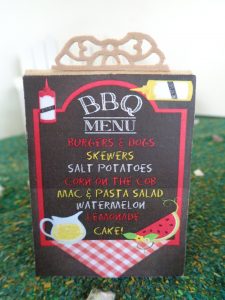 BBQ
MENU
BURGERS & DOGS
SKEWERS
SALT POTATOES
CORN ON THE COB
MAC & PASTA SALAD
WATERMELON
LEMONADE
CAKE!